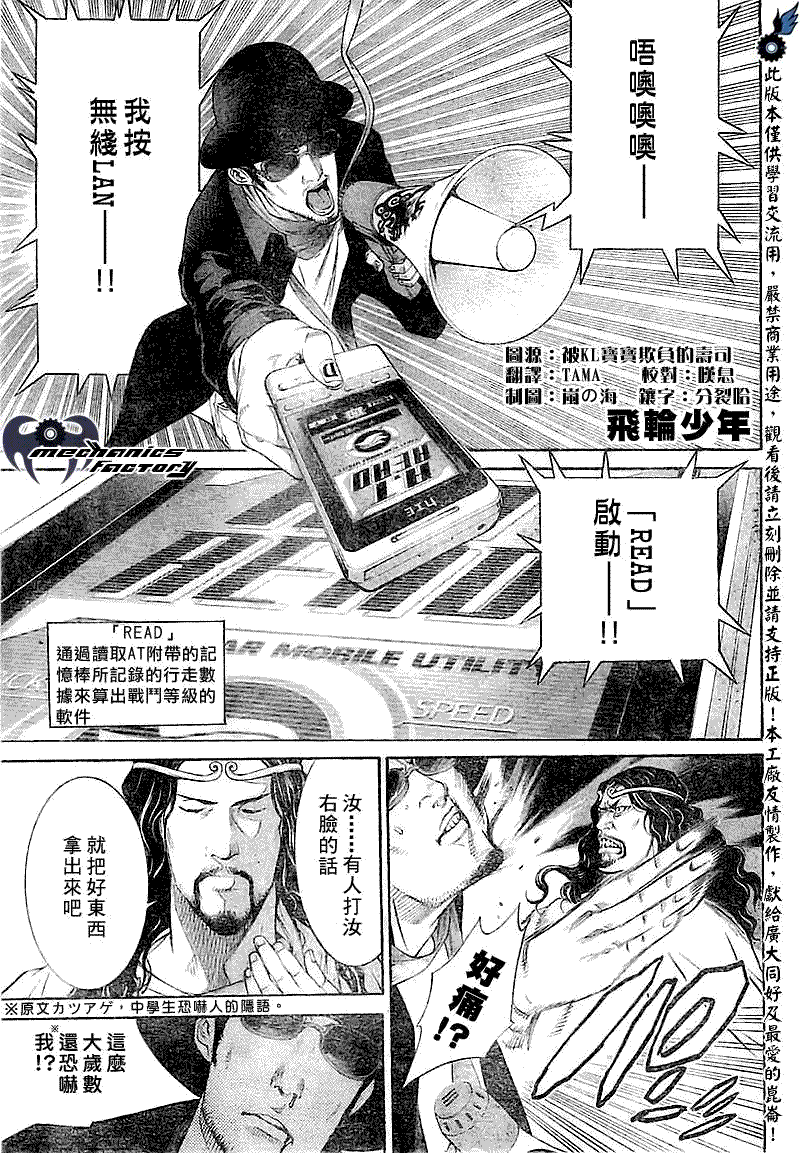 唔噢噢噢——
我按
無綫LAN——!!
圖源：被KL寶寶欺負的壽司
翻譯：TAMA 校對：嘆息
制圖：嵐の海 鑲字：分裂哈
飛輪少年
mechanics
factory
「READ」
啟動——!!
「READ」
通過讀取AT附帶的記
憶棒所記錄的行走數
據來算出戰鬥等級的
軟件
MOBILE UTILITY
SPEED
好痛!?
汝……有人打汝
右臉的話
就把好東西
拿出來吧
※原文カツアゲ，中學生恐嚇人的隱語。
這麼
大歲數
還恐嚇※
我!?
此版本僅供學習交流用，嚴禁商業用途，觀看後請立刻刪除並請支持正版！本工廠友情製作，獻給廣大同好及最愛的崑崙！